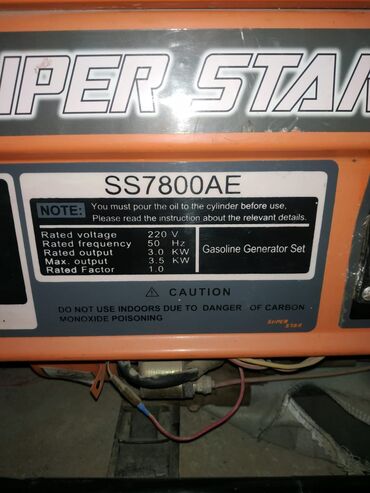 UPER STAR
SS7800AE
NOTE: You must pour the oil to the cylinder before use,
Please read the instruction about the relevant details.
Rated voltage 220 V
Rated frequency 50 Hz
Rated output 3.0 KW
Max. output 3.5 KW
Rated Factor 1.0
Gasoline Generator Set
CAUTION
DO NOT USE INDOORS DUE TO DANGER OF CARBON
MONOXIDE POISONING
SUPER
STAR